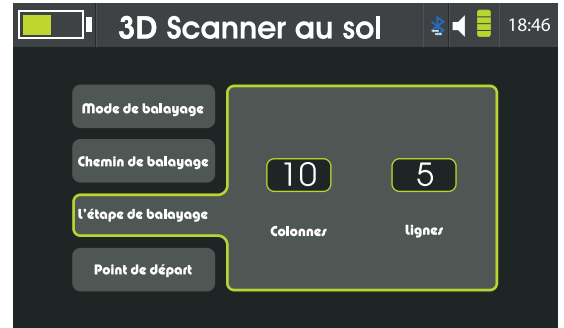 3D Scanner au sol
18:46
Mode de balayage
Chemin de balayage
L'étape de balayage
Point de départ
10
5
Colonnes
Lignes